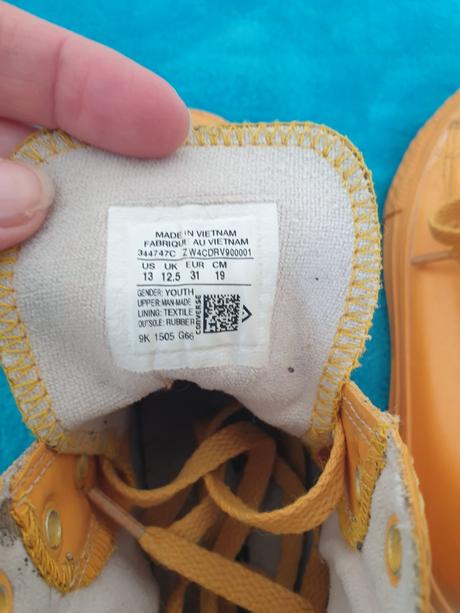 MADE IN VIETNAM
FABRIQUÉ AU VIETNAM
344747C ZW4CDRV900001
US UK EUR CM
13 12.5 31 19
GENDER: YOUTH
UPPER: MAN-MADE
LINING: TEXTILE
OUTSOLE: RUBBER
CONVERSE
9K 1505 G66